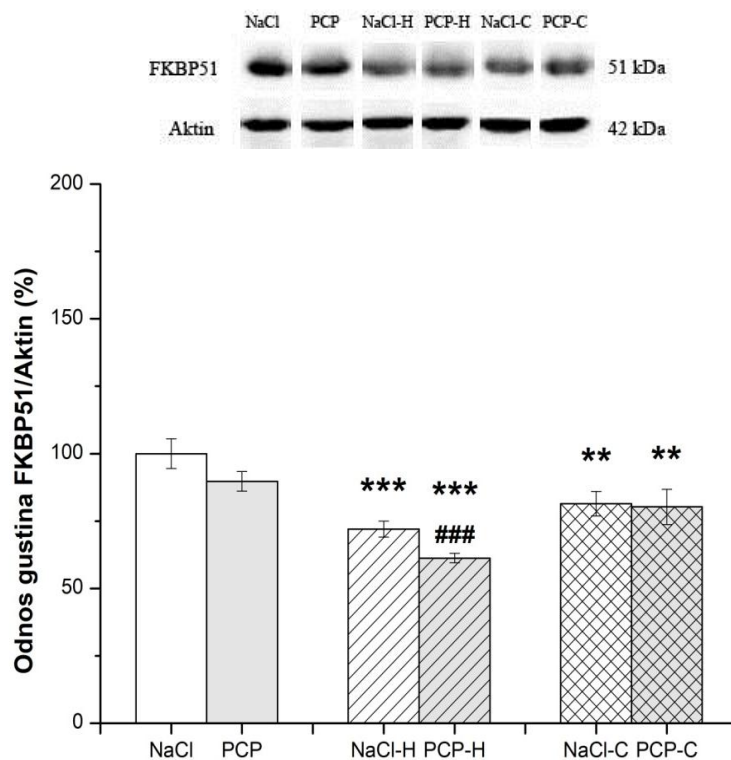 NaCl PCP NaCl-H PCP-H NaCl-C PCP-C
FKBP51 51 kDa
Aktin 42 kDa
Odnos gustina FKBP51/Aktin (%)
200
150
100
50
0
*** *** ** **
###
NaCl PCP NaCl-H PCP-H NaCl-C PCP-C